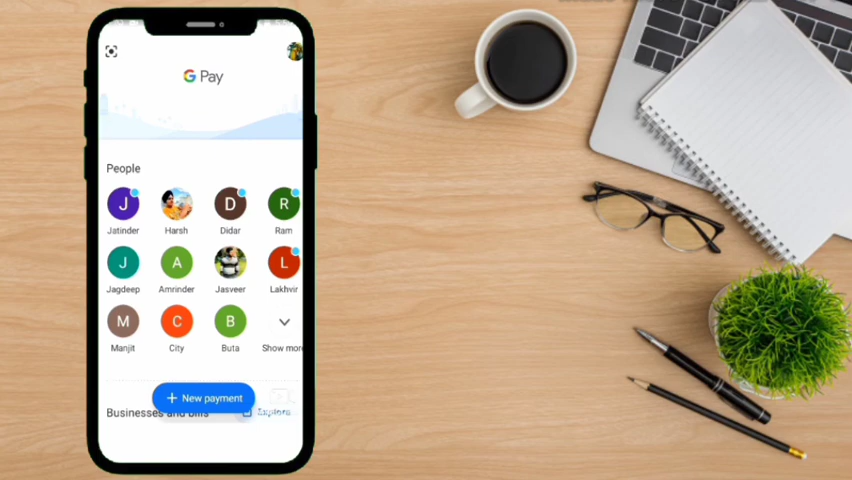 G Pay
People
J D R
Jatinder Harsh Didar Ram
J A L
Jagdeep Amrinder Jasveer Lakhvir
M C B
Manjit City Buta Show more
+ New payment
Businesses and bills Explore